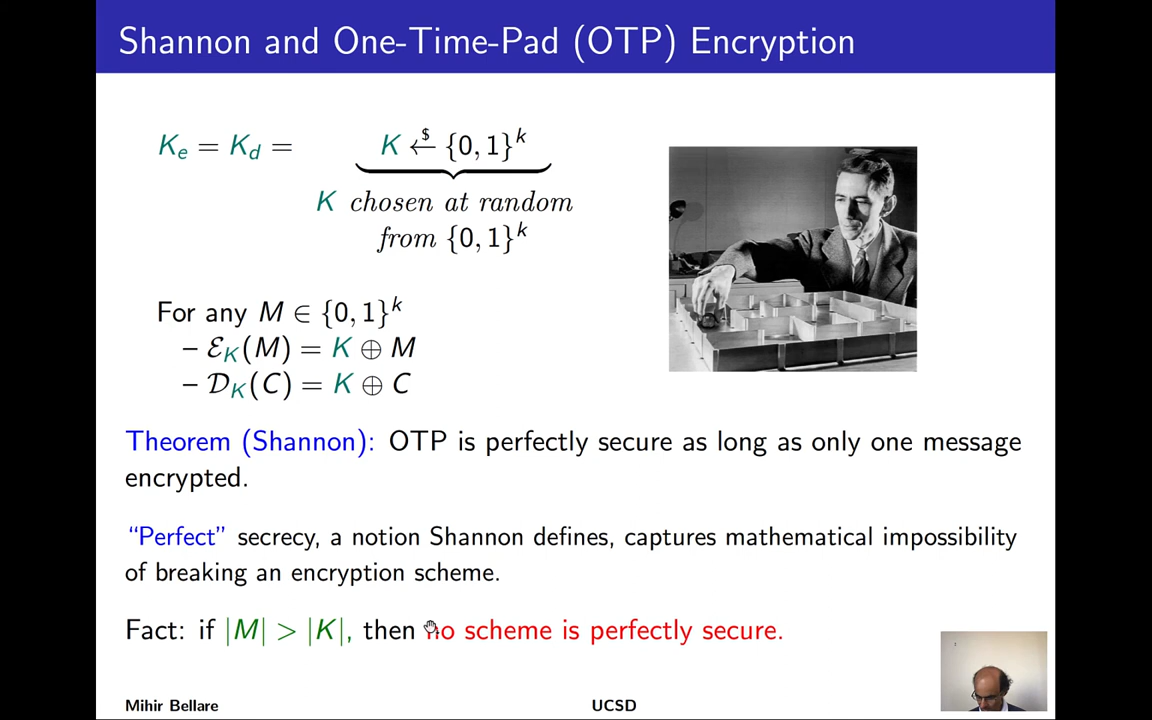 Shannon and One-Time-Pad (OTP) Encryption
Kₑ = K_d = K ←$ {0, 1}ᵏ
K chosen at random
from {0, 1}ᵏ
For any M ∈ {0, 1}ᵏ
– ℰ_K(M) = K ⊕ M
– 𝒟_K(C) = K ⊕ C
Theorem (Shannon): OTP is perfectly secure as long as only one message
encrypted.
“Perfect” secrecy, a notion Shannon defines, captures mathematical impossibility
of breaking an encryption scheme.
Fact: if |M| > |K|, then no scheme is perfectly secure.
Mihir Bellare UCSD